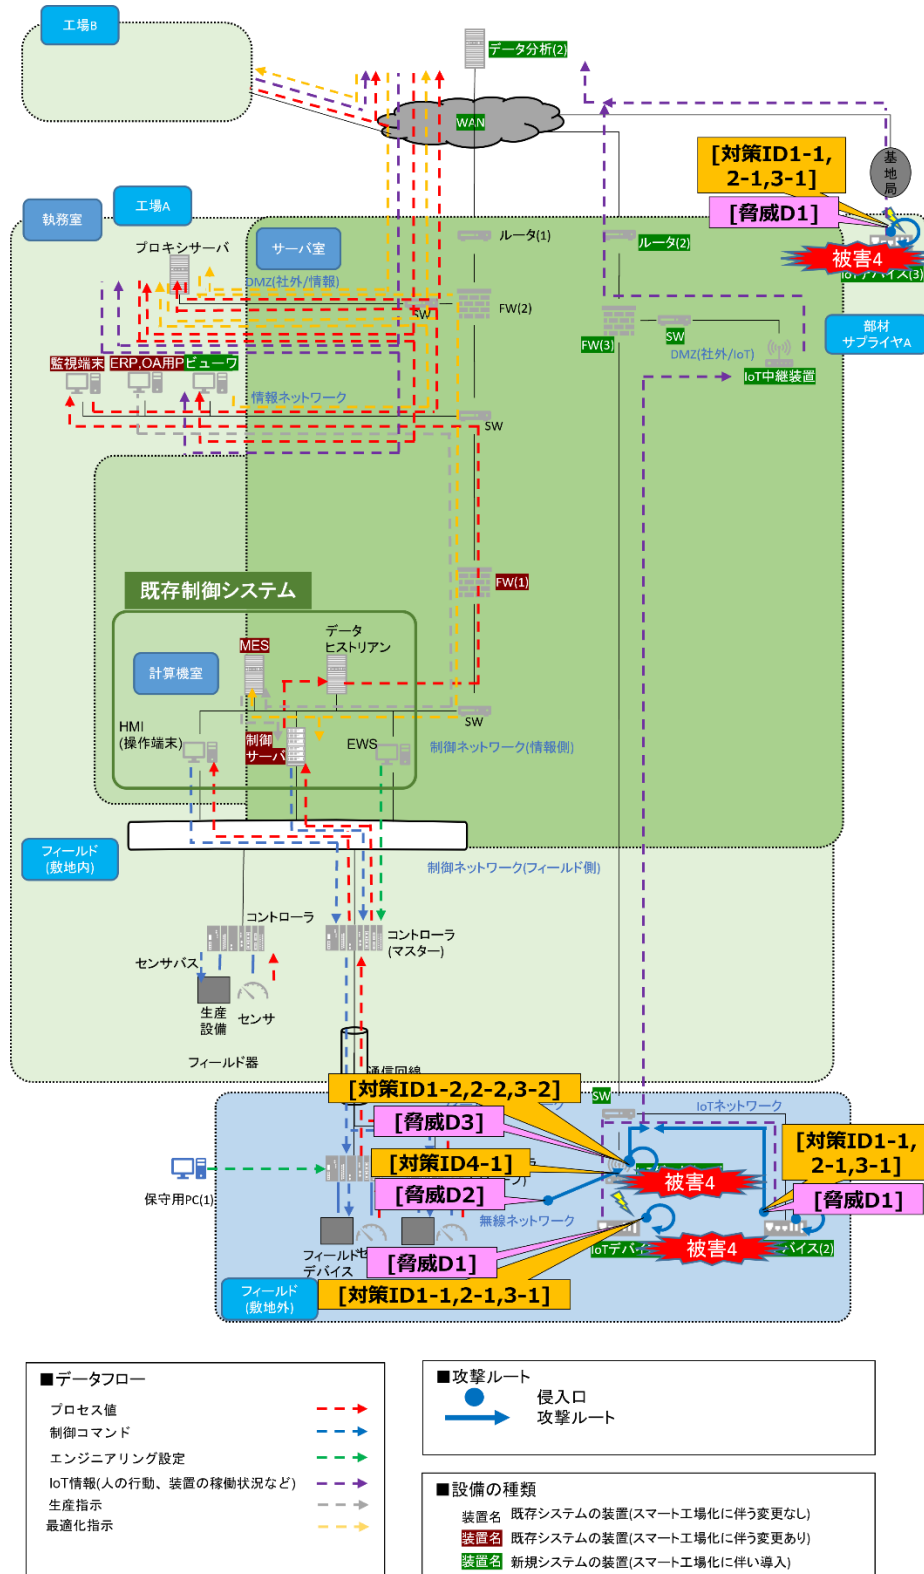 工場B
データ分析(2)
WAN
[対策ID1-1,
2-1,3-1]
基地局
[脅威D1]
被害4
IoTデバイス(3)
執務室
工場A
プロキシサーバ
サーバ室
ルータ(1)
ルータ(2)
DMZ(社外/情報)
SW
FW(2)
FW(3)
SW
DMZ(社外/IoT)
IoT中継装置
部材
サプライヤA
監視端末
ERP,OA用P
ビューワ
情報ネットワーク
SW
FW(1)
既存制御システム
MES
データ
ヒストリアン
計算機室
HMI
(操作端末)
制御
サーバ
EWS
SW
制御ネットワーク(情報側)
フィールド
(敷地内)
制御ネットワーク(フィールド側)
コントローラ
コントローラ
(マスター)
センサバス
生産
設備
センサ
フィールド器
通信回線
[対策ID1-2,2-2,3-2]
SW
IoTネットワーク
[脅威D3]
[対策ID1-1,
2-1,3-1]
[対策ID4-1]
被害4
保守用PC(1)
[脅威D2]
[脅威D1]
無線ネットワーク
フィールド
デバイス
IoTデバイ
被害4
バイス(2)
[脅威D1]
フィールド
(敷地外)
[対策ID1-1,2-1,3-1]
■データフロー
プロセス値
制御コマンド
エンジニアリング設定
IoT情報(人の行動、装置の稼働状況など)
生産指示
最適化指示
■攻撃ルート
侵入口
攻撃ルート
■設備の種類
装置名 既存システムの装置(スマート工場化に伴う変更なし)
装置名 既存システムの装置(スマート工場化に伴う変更あり)
装置名 新規システムの装置(スマート工場化に伴い導入)